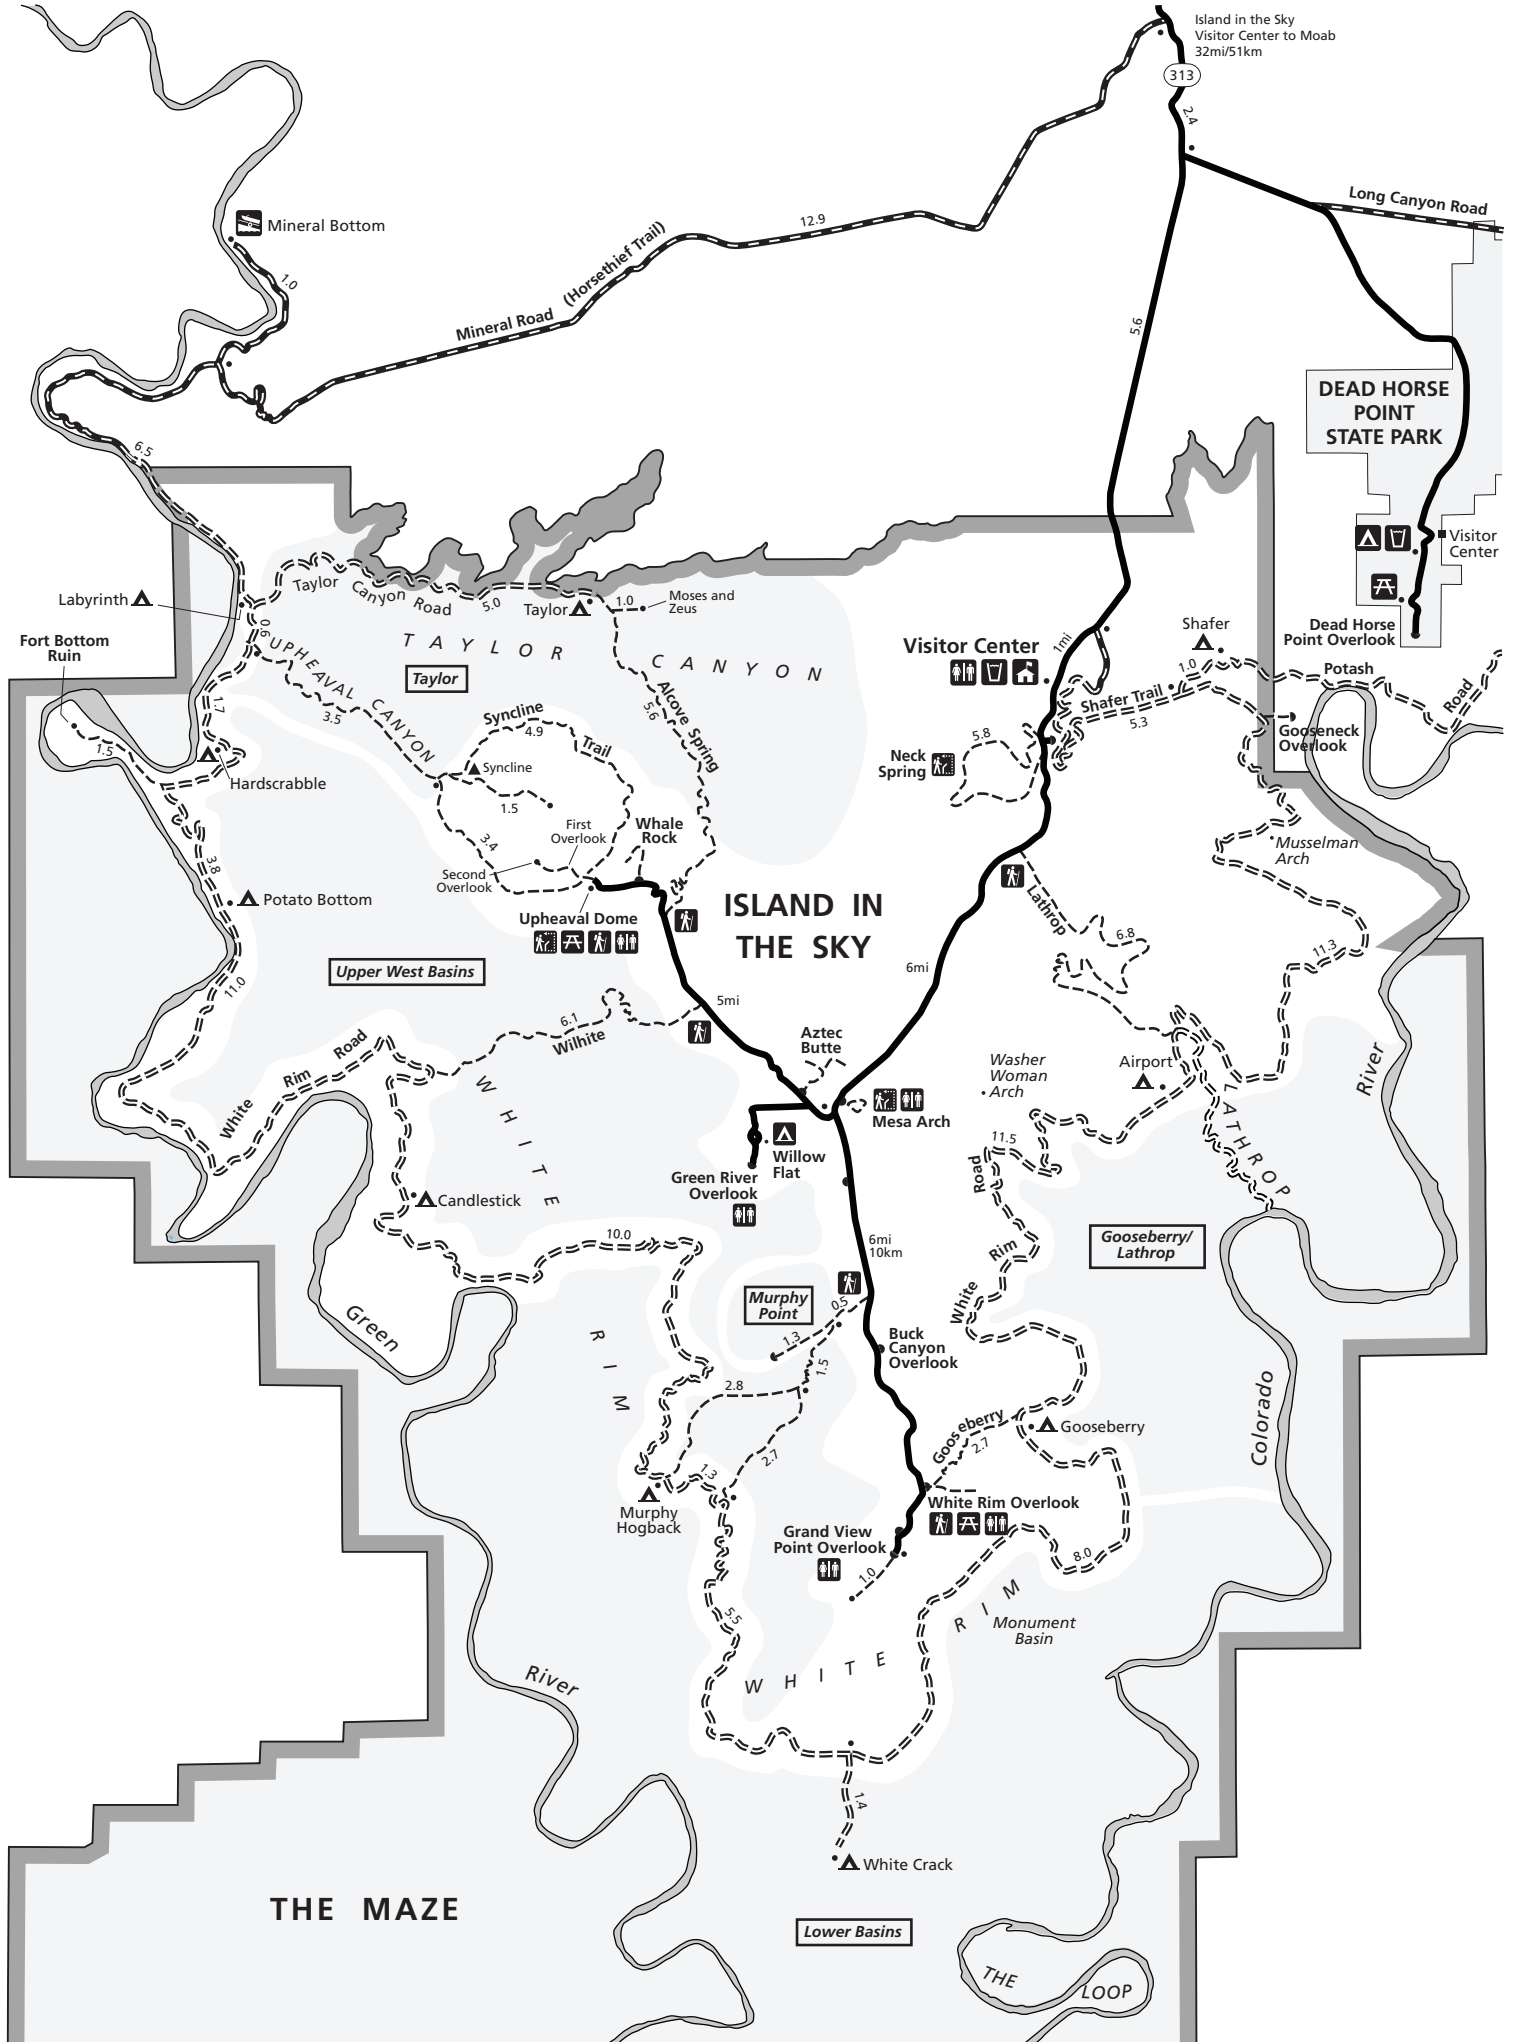 Island in the Sky
Visitor Center to Moab
32mi/51km
313
2.4
Long Canyon Road
12.9
(Horsethief Trail)
Mineral Bottom
1.0
Mineral Road
5.6
DEAD HORSE
POINT
STATE PARK
6.5
Visitor
Center
Labyrinth
Taylor Canyon Road
5.0
Taylor
1.0
Moses and
Zeus
Fort Bottom
Ruin
0.6
TAYLOR CANYON
Taylor
UPHEAVAL CANYON
3.5
Visitor Center
1mi
Shafer
Dead Horse
Point Overlook
Potash
Road
1.0
Shafer Trail
5.3
Gooseneck
Overlook
Alcove Spring
5.6
1.7
1.5
Hardscrabble
Syncline
4.9
Trail
Syncline
1.5
5.8
Neck
Spring
3.4
First
Overlook
Whale
Rock
Second
Overlook
Musselman
Arch
3.8
Potato Bottom
Upheaval Dome
ISLAND IN
THE SKY
Lathrop
6.8
11.3
Upper West Basins
11.0
6mi
5mi
6.1
Wilhite
Aztec
Butte
White Rim Road
Washer
Woman
Arch
Airport
River
LATHROP
Mesa Arch
Willow
Flat
Green River
Overlook
11.5
Road
Candlestick
WHITE
10.0
6mi
10km
Rim
Gooseberry/
Lathrop
Murphy
Point
0.5
1.3
White
Green
RIM
Buck
Canyon
Overlook
1.5
2.8
Gooseberry
2.7
Gooseberry
Colorado
2.7
1.3
Murphy
Hogback
White Rim Overlook
Grand View
Point Overlook
1.0
8.0
5.5
RIM
Monument
Basin
WHITE
River
1.4
White Crack
THE MAZE
Lower Basins
THE LOOP